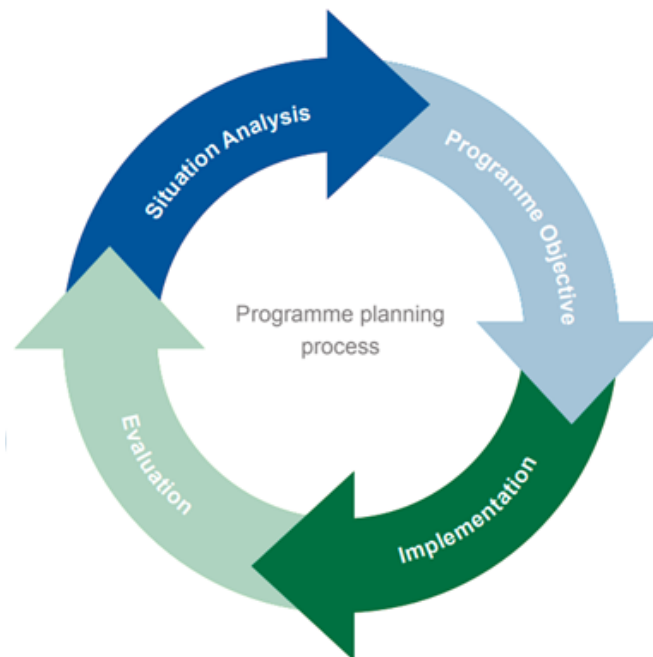 Situation Analysis
Programme Objective
Programme planning
process
Evaluation
Implementation